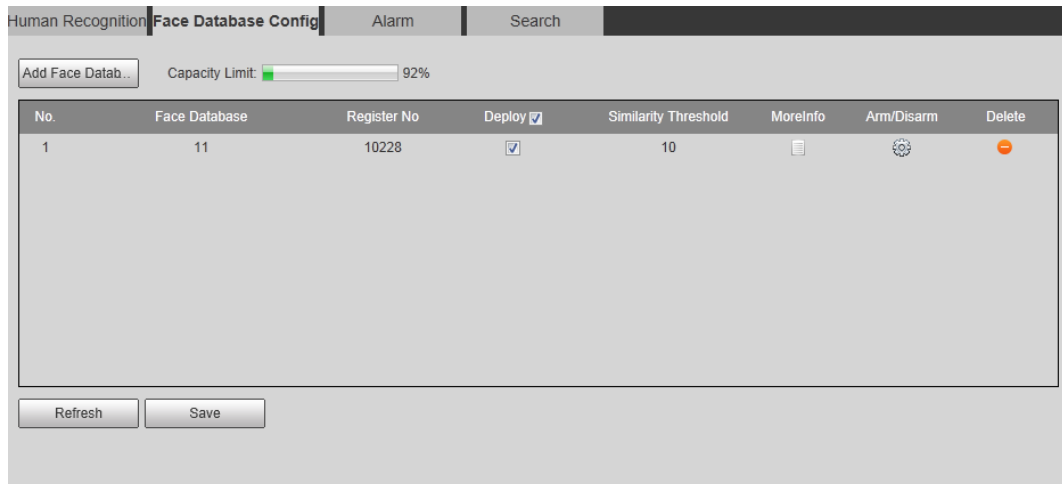 Human Recognition Face Database Config Alarm Search
Add Face Datab... Capacity Limit: 92%
No. Face Database Register No Deploy Similarity Threshold MoreInfo Arm/Disarm Delete
1 11 10228 10
Refresh Save